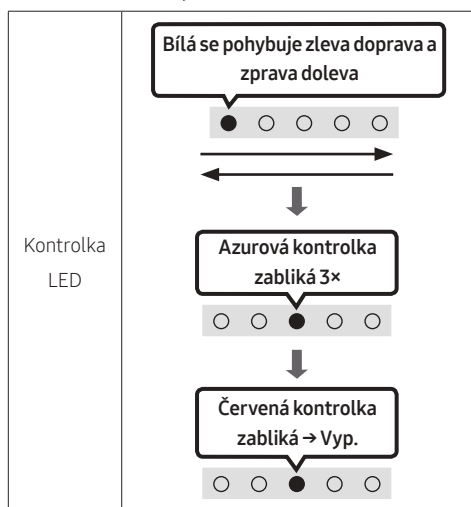 Bílá se pohybuje zleva doprava a
zprava doleva
Kontrolka
LED
Azurová kontrolka
zabliká 3×
Červená kontrolka
zabliká → Vyp.